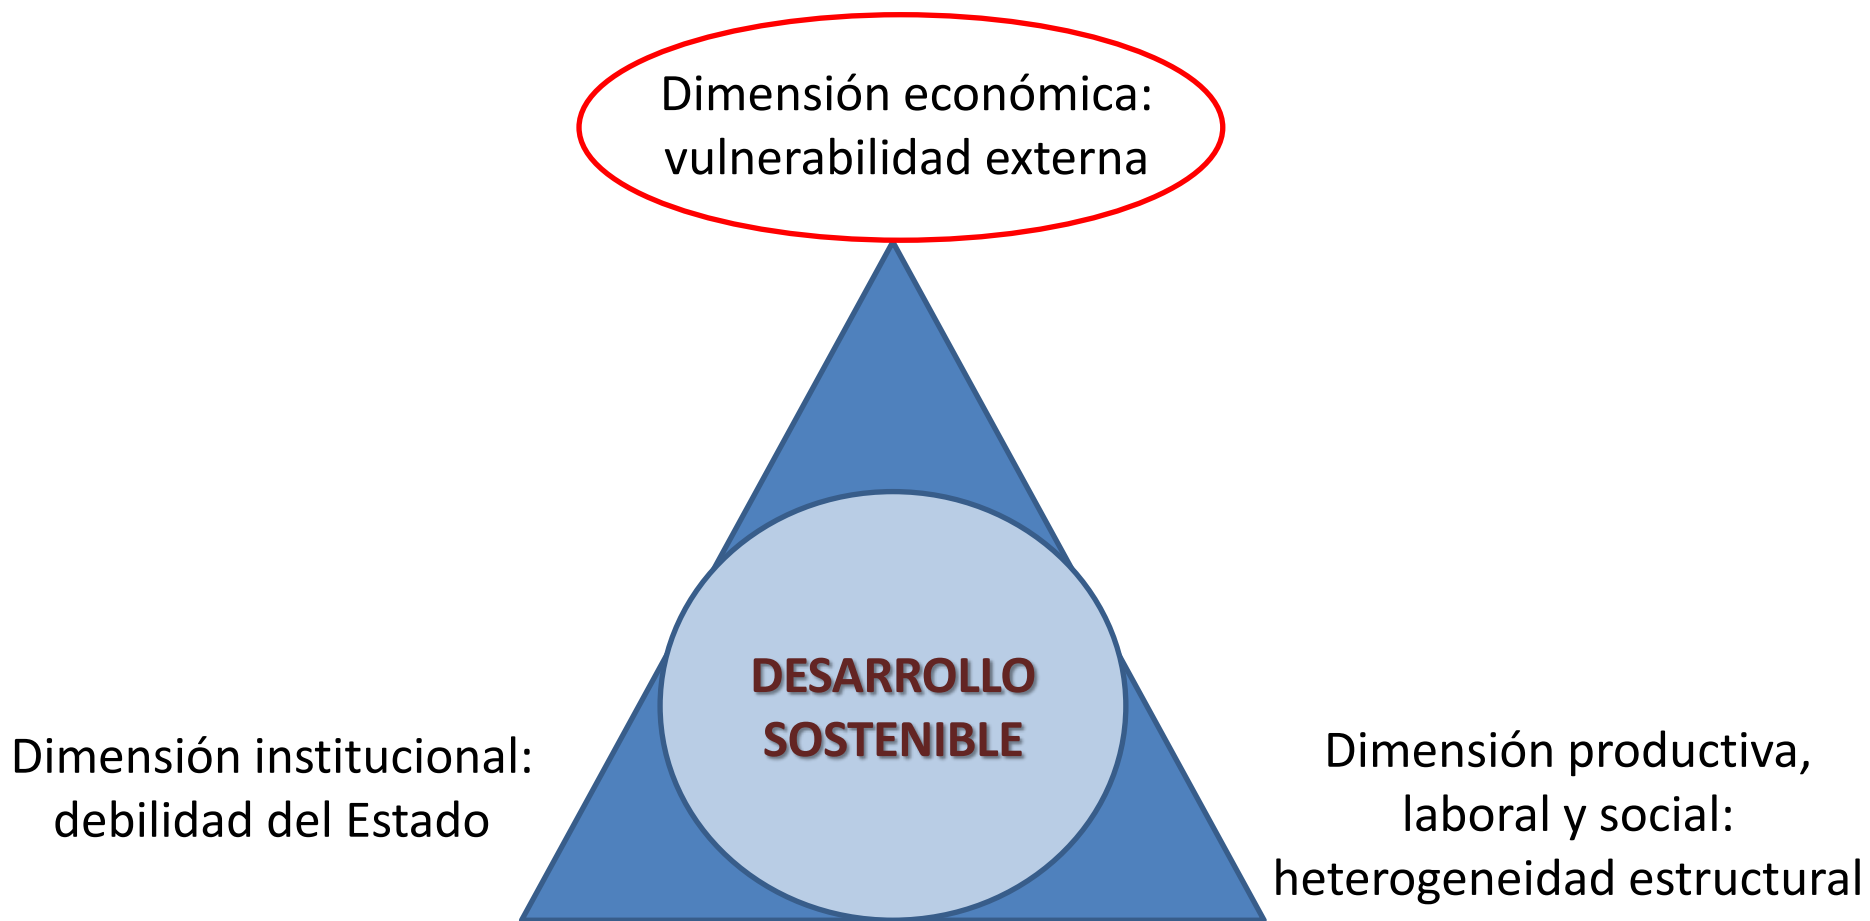 Dimensión económica:
vulnerabilidad externa
DESARROLLO
SOSTENIBLE
Dimensión institucional:
debilidad del Estado
Dimensión productiva,
laboral y social:
heterogeneidad estructural